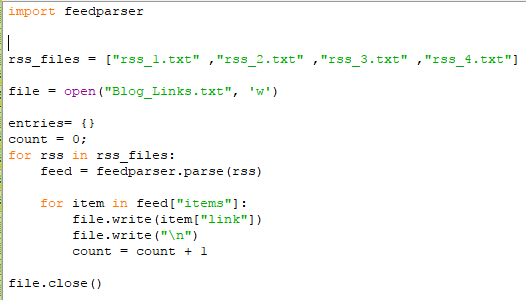 import feedparser
rss_files = ["rss_1.txt" ,"rss_2.txt" ,"rss_3.txt" ,"rss_4.txt"]
file = open("Blog_Links.txt", 'w')
entries= {}
count = 0;
for rss in rss_files:
    feed = feedparser.parse(rss)
    for item in feed["items"]:
        file.write(item["link"])
        file.write("\n")
        count = count + 1
file.close()